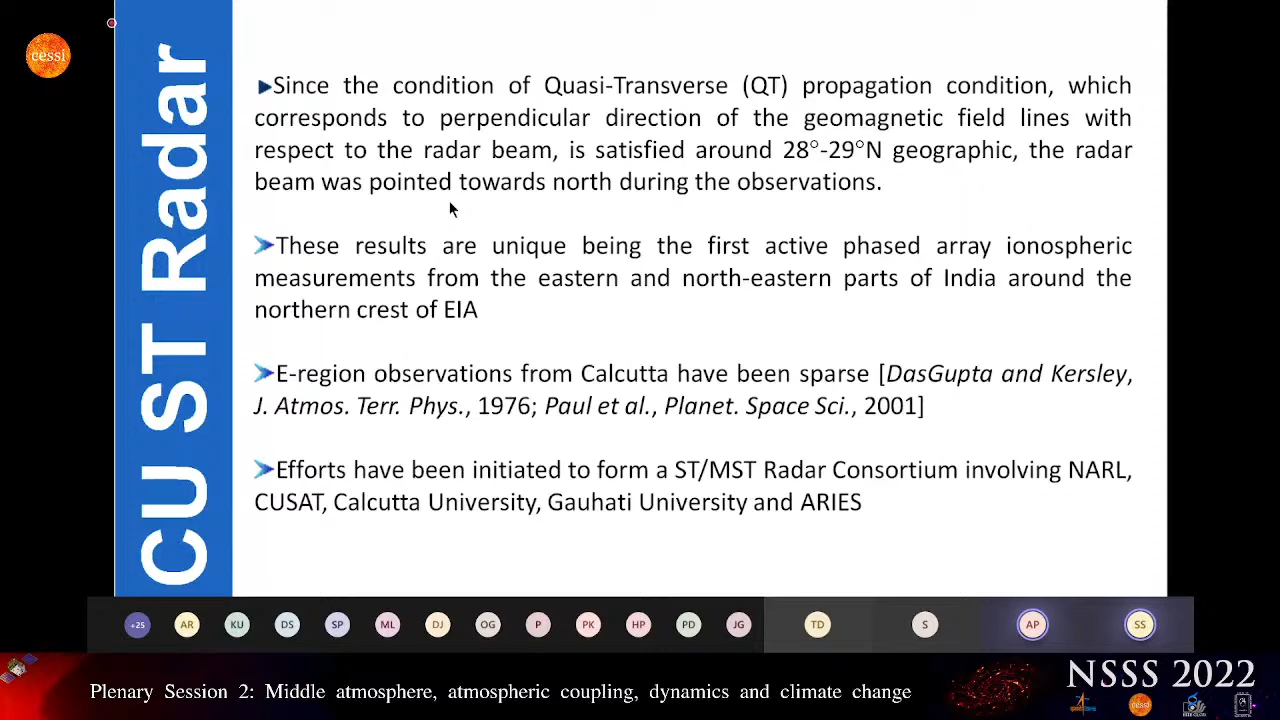 cessi
CU ST Radar
Since the condition of Quasi-Transverse (QT) propagation condition, which
corresponds to perpendicular direction of the geomagnetic field lines with
respect to the radar beam, is satisfied around 28°-29°N geographic, the radar
beam was pointed towards north during the observations.
These results are unique being the first active phased array ionospheric
measurements from the eastern and north-eastern parts of India around the
northern crest of EIA
E-region observations from Calcutta have been sparse [DasGupta and Kersley,
J. Atmos. Terr. Phys., 1976; Paul et al., Planet. Space Sci., 2001]
Efforts have been initiated to form a ST/MST Radar Consortium involving NARL,
CUSAT, Calcutta University, Gauhati University and ARIES
+25 AR KU DS SP ML DJ OG P PK HP PD JG TD S AP SS
Plenary Session 2: Middle atmosphere, atmospheric coupling, dynamics and climate change
NSSS 2022
cessi